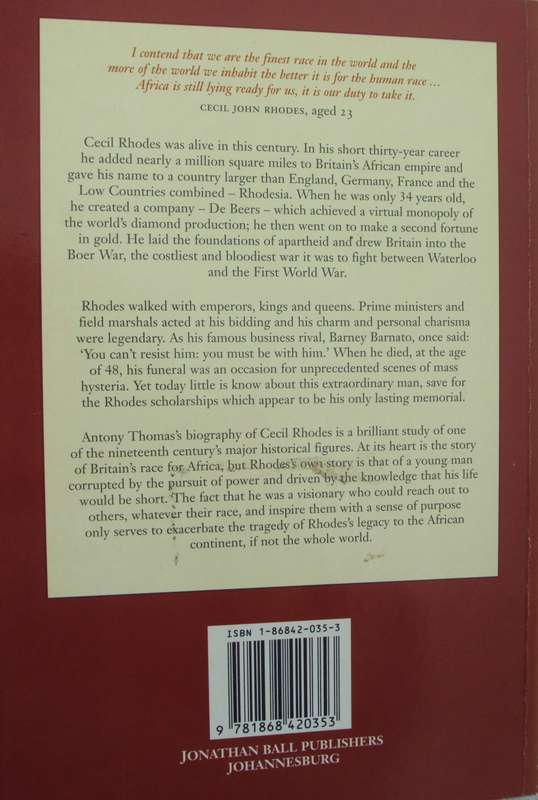 I contend that we are the finest race in the world and the
more of the world we inhabit the better it is for the human race ...
Africa is still lying ready for us, it is our duty to take it.
CECIL JOHN RHODES, aged 23
Cecil Rhodes was alive in this century. In his short thirty-year career
he added nearly a million square miles to Britain's African empire and
gave his name to a country larger than England, Germany, France and the
Low Countries combined – Rhodesia. When he was only 34 years old,
he created a company – De Beers – which achieved a virtual monopoly of
the world's diamond production; he then went on to make a second fortune
in gold. He laid the foundations of apartheid and drew Britain into the
Boer War, the costliest and bloodiest war it was to fight between Waterloo
and the First World War.
Rhodes walked with emperors, kings and queens. Prime ministers and
field marshals acted at his bidding and his charm and personal charisma
were legendary. As his famous business rival, Barney Barnato, once said:
'You can't resist him: you must be with him.' When he died, at the age
of 48, his funeral was an occasion for unprecedented scenes of mass
hysteria. Yet today little is know about this extraordinary man, save for
the Rhodes scholarships which appear to be his only lasting memorial.
Antony Thomas's biography of Cecil Rhodes is a brilliant study of one
of the nineteenth century's major historical figures. At its heart is the story
of Britain's race for Africa, but Rhodes's own story is that of a young man
corrupted by the pursuit of power and driven by the knowledge that his life
would be short. The fact that he was a visionary who could reach out to
others, whatever their race, and inspire them with a sense of purpose
only serves to exacerbate the tragedy of Rhodes's legacy to the African
continent, if not the whole world.
ISBN 1-86842-035-3
9 781868 420353
JONATHAN BALL PUBLISHERS
JOHANNESBURG